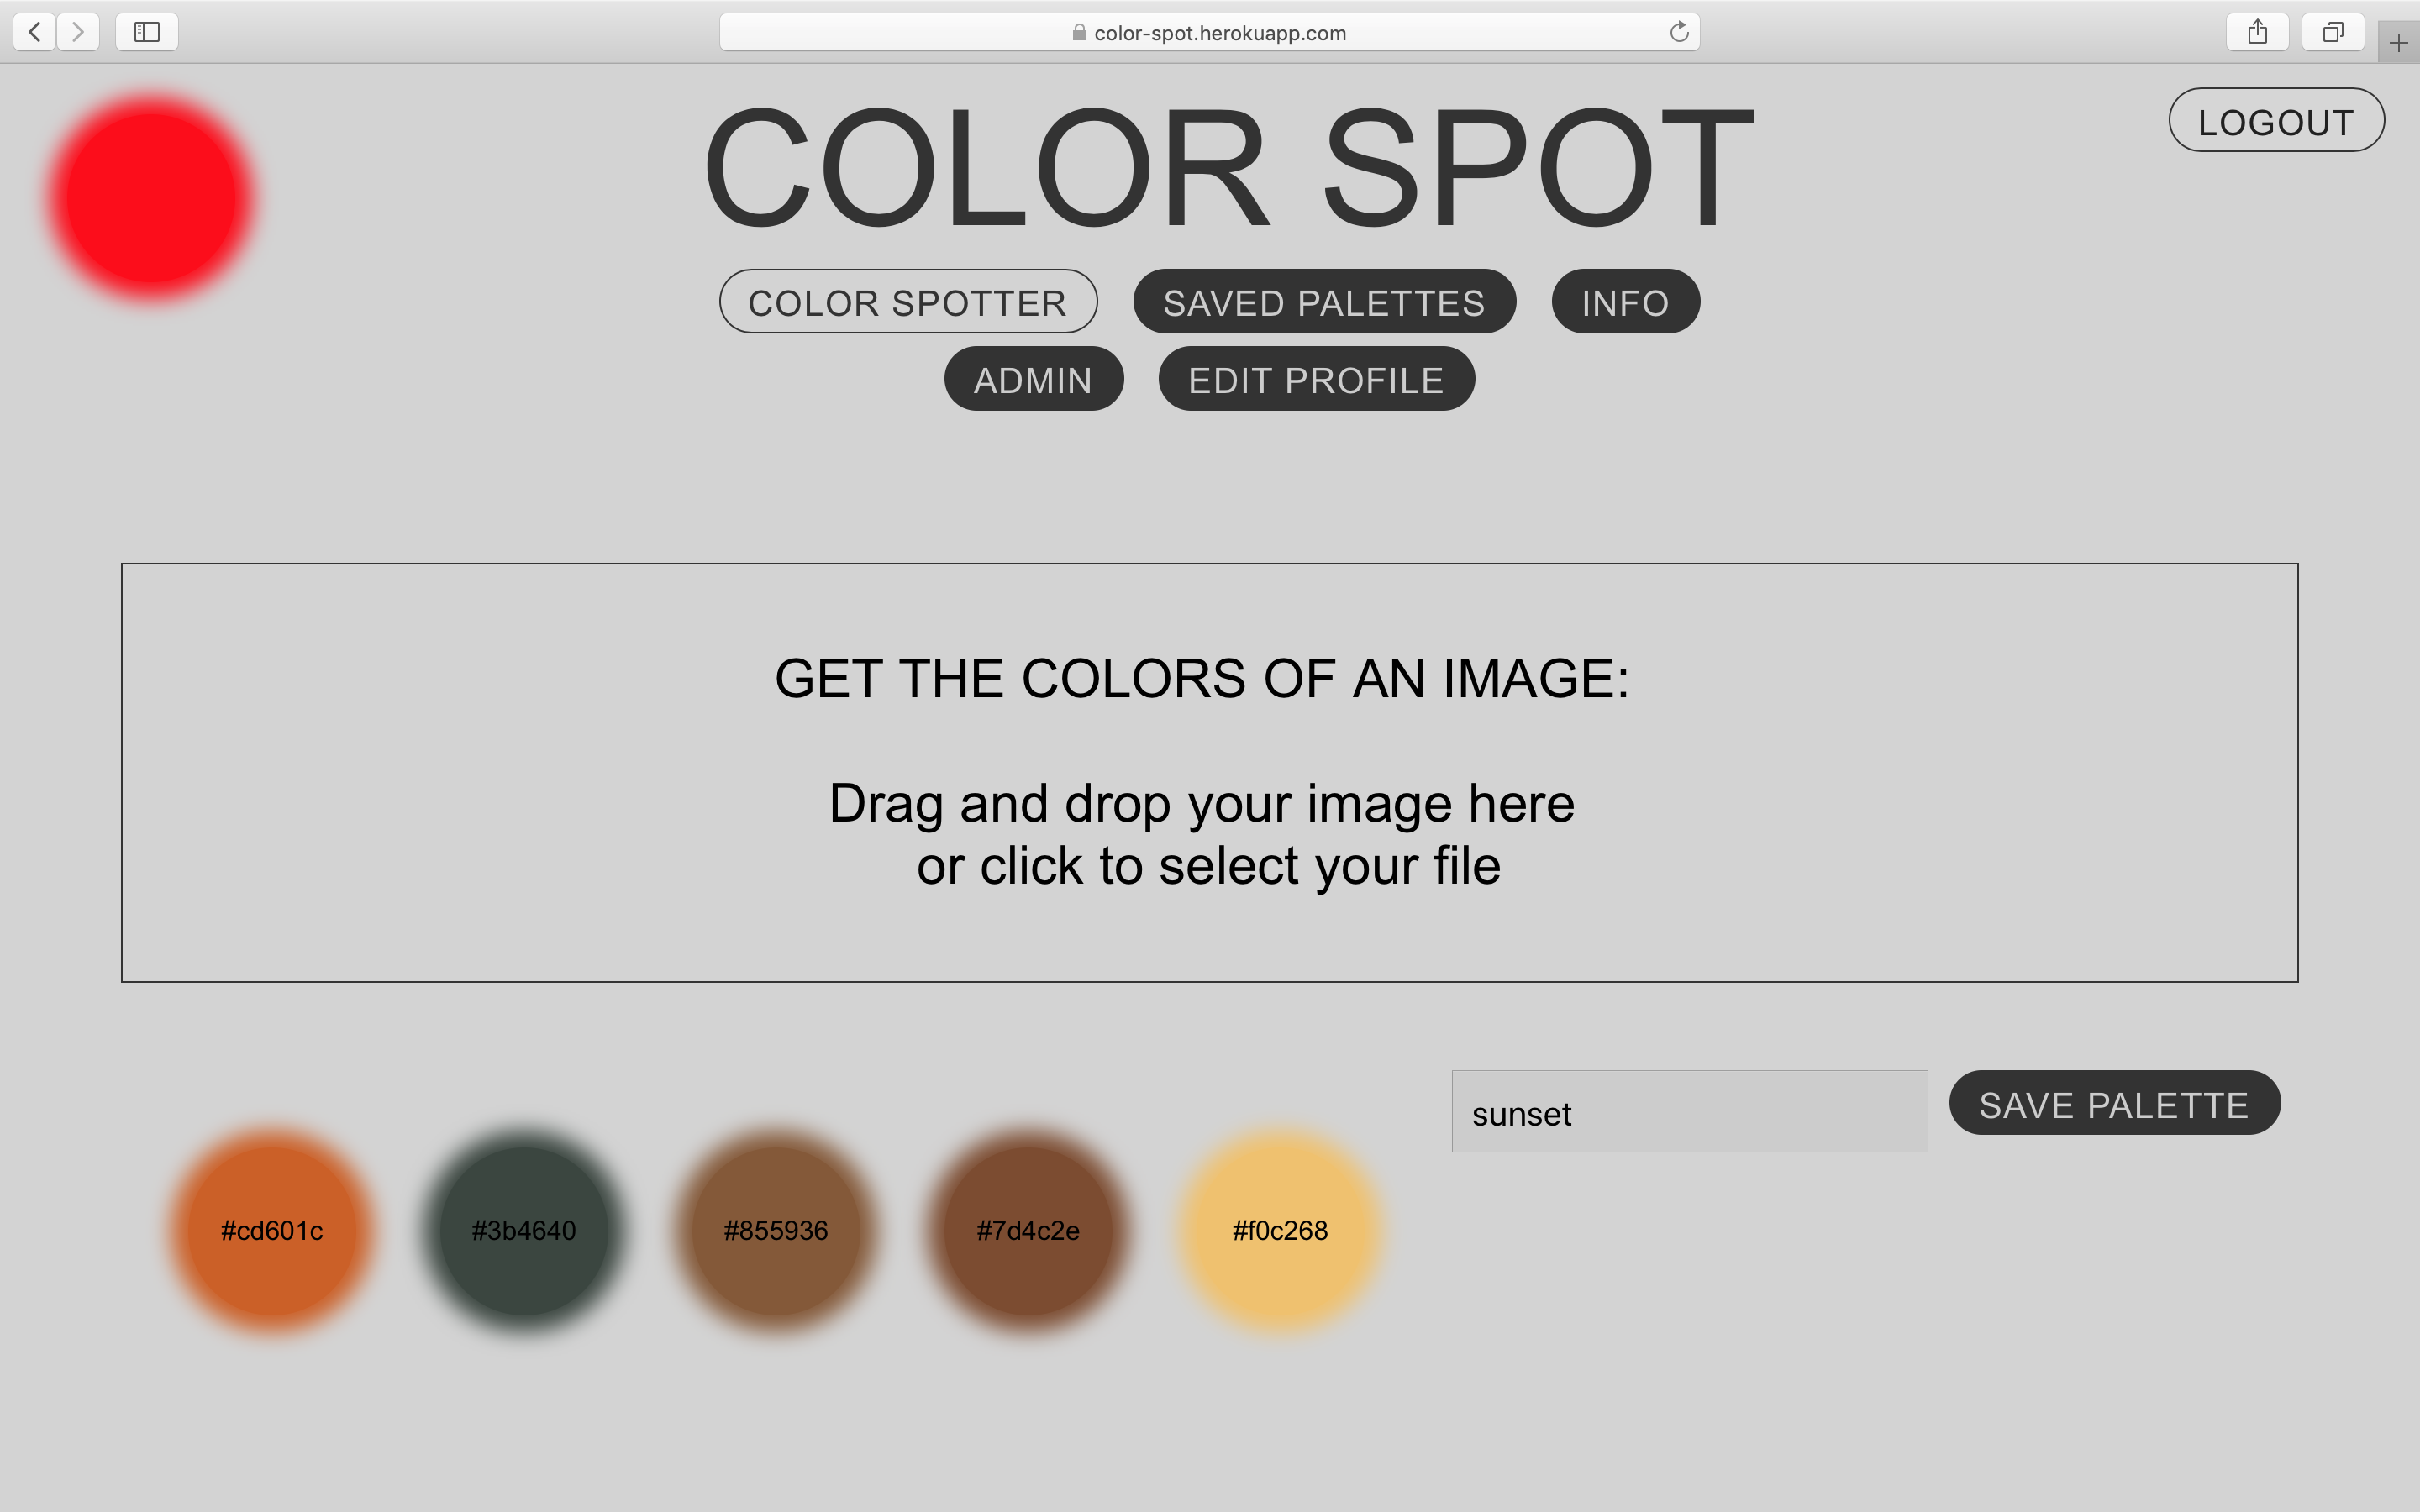 color-spot.herokuapp.com
COLOR SPOT
LOGOUT
COLOR SPOTTER SAVED PALETTES INFO
ADMIN EDIT PROFILE
GET THE COLORS OF AN IMAGE:
Drag and drop your image here
or click to select your file
sunset SAVE PALETTE
#cd601c #3b4640 #855936 #7d4c2e #f0c268